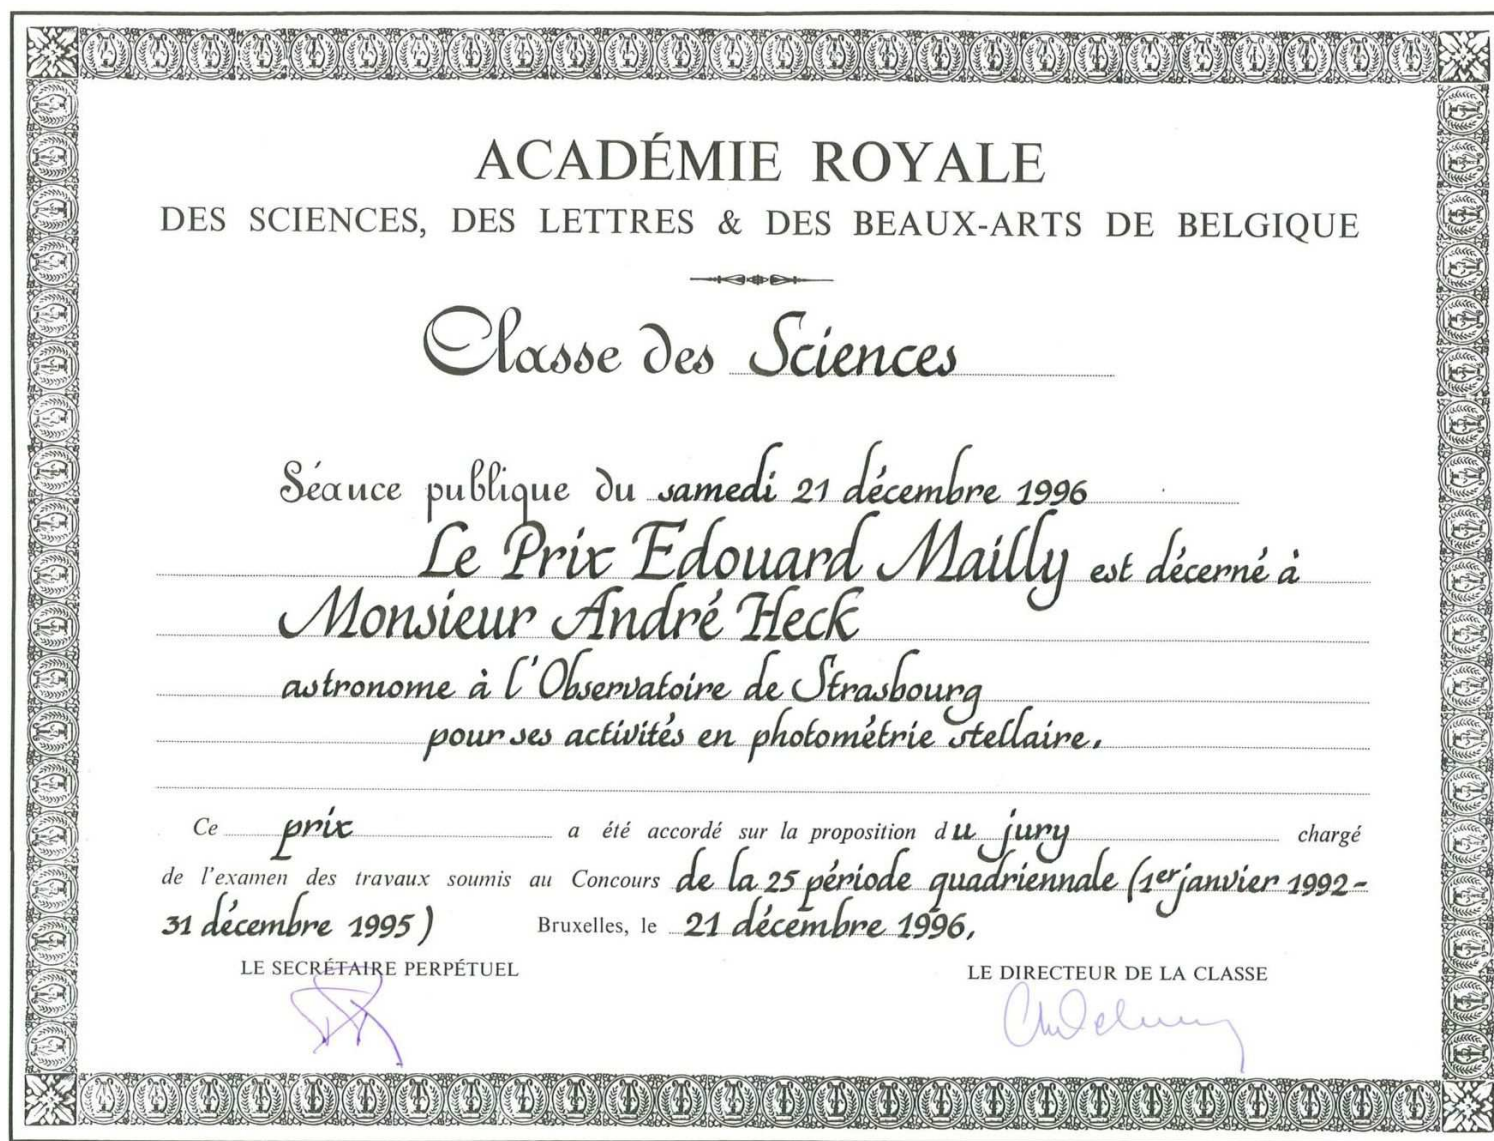 ACADÉMIE ROYALE
DES SCIENCES, DES LETTRES & DES BEAUX-ARTS DE BELGIQUE
Classe des Sciences
Séance publique du samedi 21 décembre 1996
Le Prix Edouard Mailly est décerné à
Monsieur André Heck
astronome à l'Observatoire de Strasbourg
pour ses activités en photométrie stellaire.
Ce prix a été accordé sur la proposition du jury chargé
de l'examen des travaux soumis au Concours de la 25 période quadriennale (1er janvier 1992-
31 décembre 1995) Bruxelles, le 21 décembre 1996.
LE SECRÉTAIRE PERPÉTUEL LE DIRECTEUR DE LA CLASSE